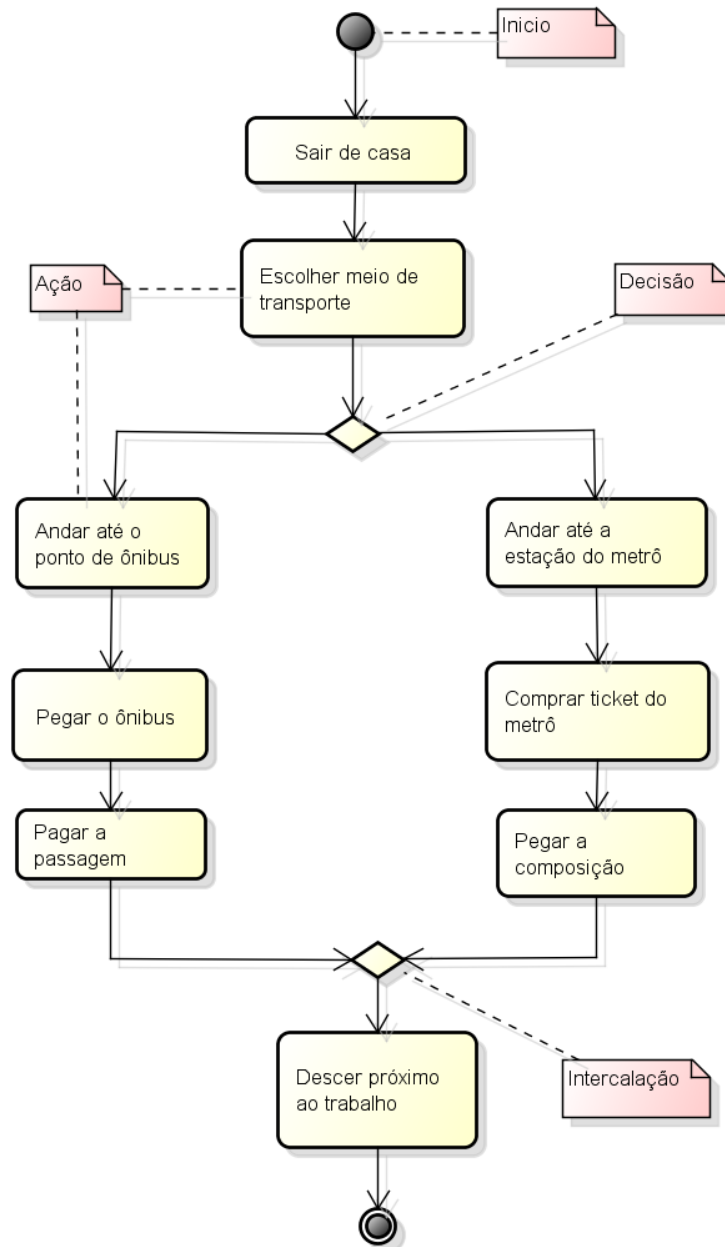 Inicio
Sair de casa
Ação
Escolher meio de
transporte
Decisão
Andar até o
ponto de ônibus
Andar até a
estação do metrô
Pegar o ônibus
Comprar ticket do
metrô
Pagar a
passagem
Pegar a
composição
Descer próximo
ao trabalho
Intercalação